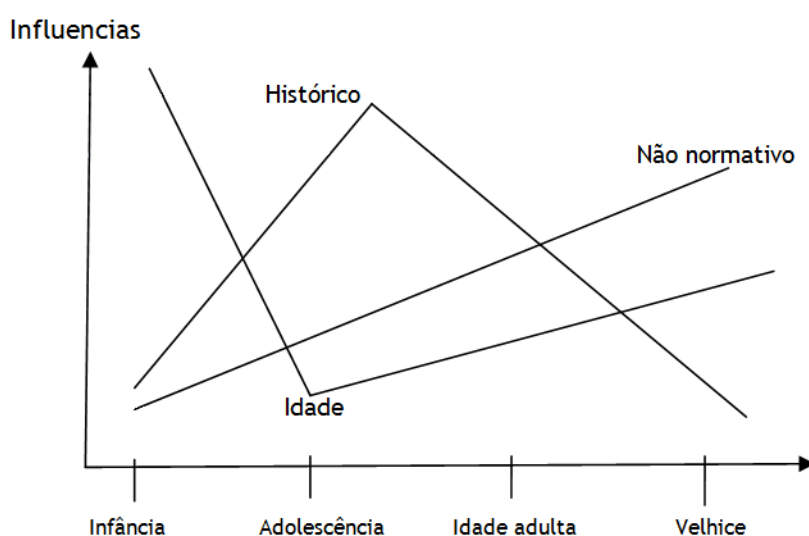 Influencias
Histórico
Não normativo
Idade
Infância
Adolescência
Idade adulta
Velhice